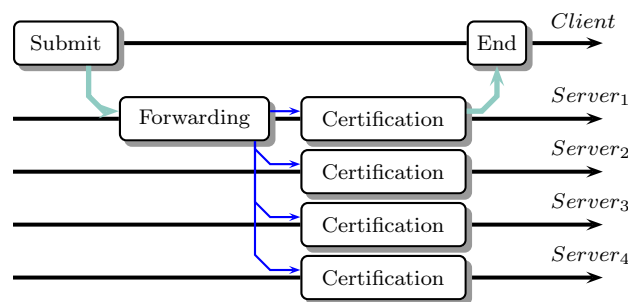 Client
Submit End
Server₁
Forwarding Certification
Server₂
Certification
Server₃
Certification
Server₄
Certification